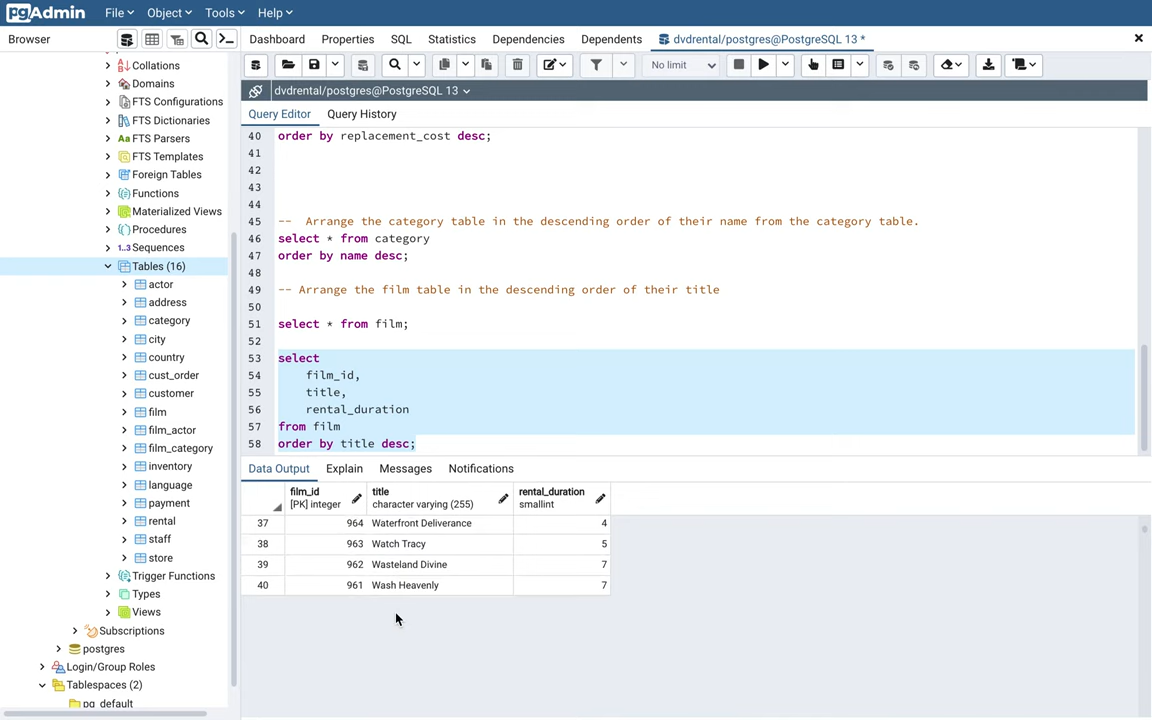 pgAdmin File Object Tools Help
Browser
Dashboard Properties SQL Statistics Dependencies Dependents dvdrental/postgres@PostgreSQL 13 *
No limit
dvdrental/postgres@PostgreSQL 13
Query Editor Query History
Collations
Domains
FTS Configurations
FTS Dictionaries
Aa FTS Parsers
FTS Templates
Foreign Tables
Functions
Materialized Views
Procedures
1..3 Sequences
Tables (16)
actor
address
category
city
country
cust_order
customer
film
film_actor
film_category
inventory
language
payment
rental
staff
store
Trigger Functions
Types
Views
Subscriptions
postgres
Login/Group Roles
Tablespaces (2)
pg_default
40 order by replacement_cost desc;
41
42
43
44
45 -- Arrange the category table in the descending order of their name from the category table.
46 select * from category
47 order by name desc;
48
49 -- Arrange the film table in the descending order of their title
50
51 select * from film;
52
53 select
54 film_id,
55 title,
56 rental_duration
57 from film
58 order by title desc;
Data Output Explain Messages Notifications
film_id title rental_duration
[PK] integer character varying (255) smallint
37 964 Waterfront Deliverance 4
38 963 Watch Tracy 5
39 962 Wasteland Divine 7
40 961 Wash Heavenly 7